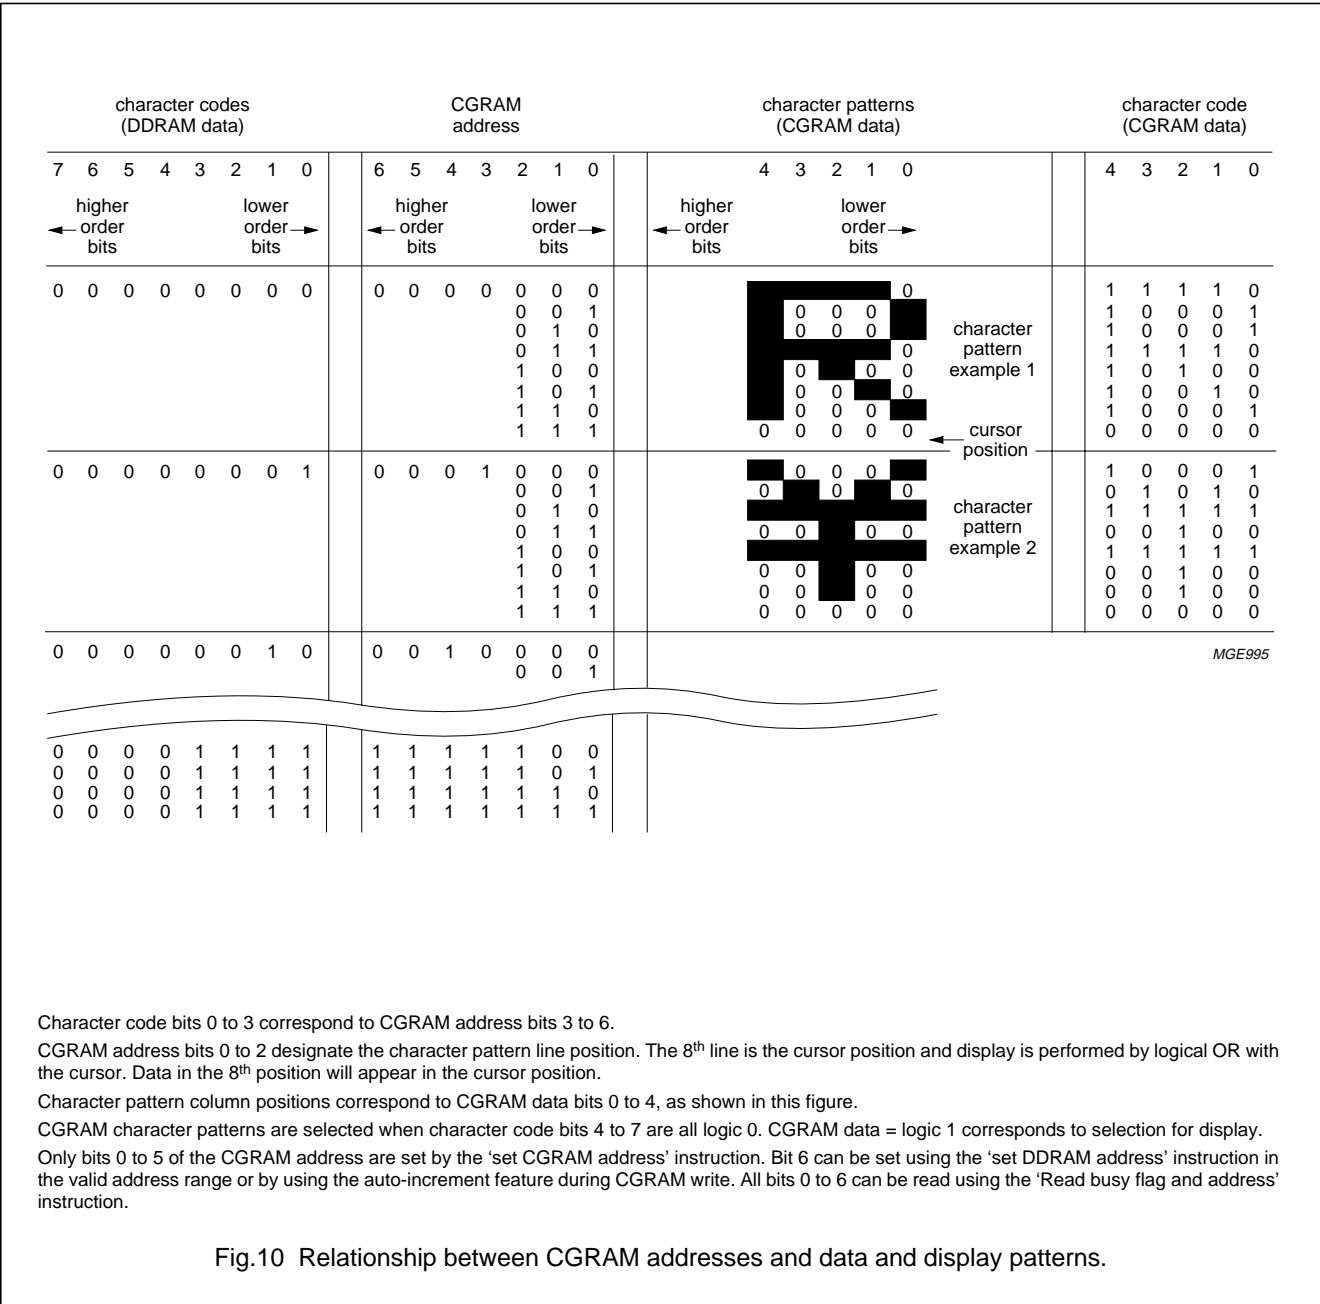 character codes CGRAM character patterns character code
(DDRAM data) address (CGRAM data) (CGRAM data)
7 6 5 4 3 2 1 0 6 5 4 3 2 1 0 4 3 2 1 0 4 3 2 1 0
higher lower higher lower higher lower
order order order order order order
bits bits bits bits bits bits
0 0 0 0 0 0 0 0 0 0 0 0 0 0 0 0 1 1 1 1 0
0 0 1 0 0 0 1 0 0 0 1
0 1 0 0 0 0 character 1 0 0 0 1
0 1 1 0 pattern 1 1 1 1 0
1 0 0 0 0 0 example 1 1 0 1 0 0
1 0 1 0 0 0 1 0 0 1 0
1 1 0 0 0 0 1 0 0 0 1
1 1 1 0 0 0 0 0 cursor 0 0 0 0 0
position
0 0 0 0 0 0 0 1 0 0 0 1 0 0 0 0 0 0 1 0 0 0 1
0 0 1 0 0 0 0 1 0 1 0
0 1 0 character 1 1 1 1 1
0 1 1 0 0 0 0 pattern 0 0 1 0 0
1 0 0 example 2 1 1 1 1 1
1 0 1 0 0 0 0 0 0 1 0 0
1 1 0 0 0 0 0 0 0 1 0 0
1 1 1 0 0 0 0 0 0 0 0 0 0
0 0 0 0 0 0 1 0 0 0 1 0 0 0 0 MGE995
0 0 1
0 0 0 0 1 1 1 1 1 1 1 1 1 0 0
0 0 0 0 1 1 1 1 1 1 1 1 1 0 1
0 0 0 0 1 1 1 1 1 1 1 1 1 1 0
0 0 0 0 1 1 1 1 1 1 1 1 1 1 1
Character code bits 0 to 3 correspond to CGRAM address bits 3 to 6.
CGRAM address bits 0 to 2 designate the character pattern line position. The 8th line is the cursor position and display is performed by logical OR with
the cursor. Data in the 8th position will appear in the cursor position.
Character pattern column positions correspond to CGRAM data bits 0 to 4, as shown in this figure.
CGRAM character patterns are selected when character code bits 4 to 7 are all logic 0. CGRAM data = logic 1 corresponds to selection for display.
Only bits 0 to 5 of the CGRAM address are set by the ‘set CGRAM address’ instruction. Bit 6 can be set using the ‘set DDRAM address’ instruction in
the valid address range or by using the auto-increment feature during CGRAM write. All bits 0 to 6 can be read using the ‘Read busy flag and address’
instruction.
Fig.10 Relationship between CGRAM addresses and data and display patterns.